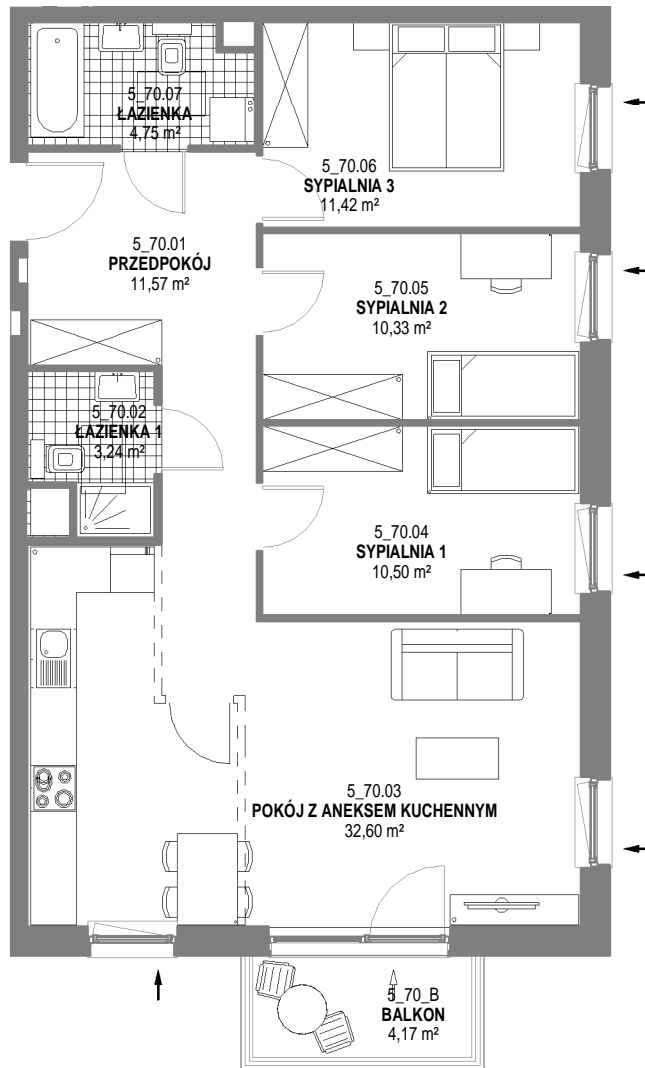 5_70.07
ŁAZIENKA
4,75 m²
5_70.06
SYPIALNIA 3
11,42 m²
5_70.01
PRZEDPOKÓJ
11,57 m²
5_70.05
SYPIALNIA 2
10,33 m²
5_70.02
ŁAZIENKA 1
3,24 m²
5_70.04
SYPIALNIA 1
10,50 m²
5_70.03
POKÓJ Z ANEKSEM KUCHENNYM
32,60 m²
5_70_B
BALKON
4,17 m²